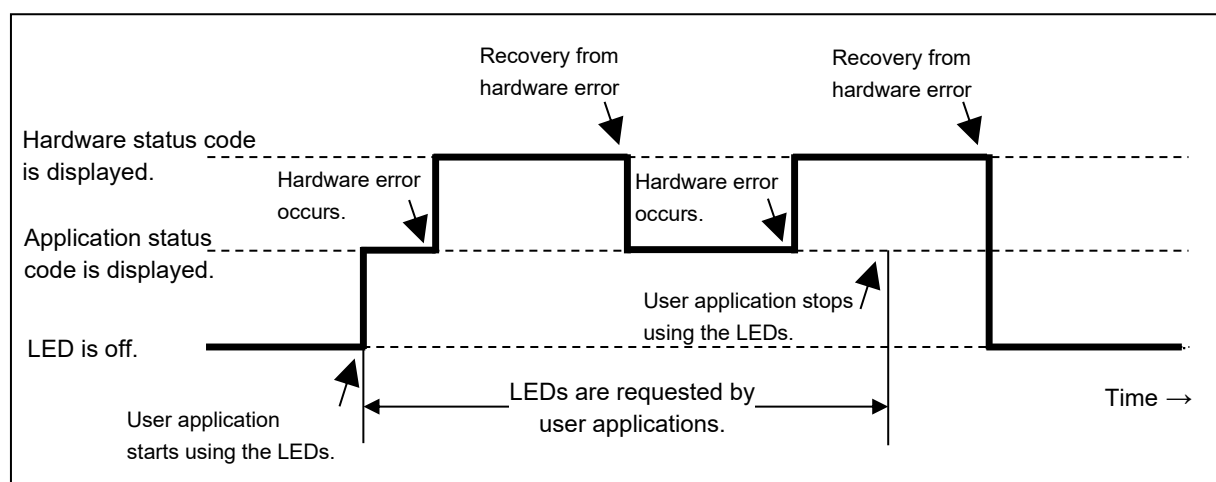 Recovery from
hardware error
Recovery from
hardware error
Hardware status code
is displayed.
Hardware error
occurs.
Hardware error
occurs.
Application status
code is displayed.
User application stops
using the LEDs.
LED is off.
LEDs are requested by
user applications.
Time →
User application
starts using the LEDs.